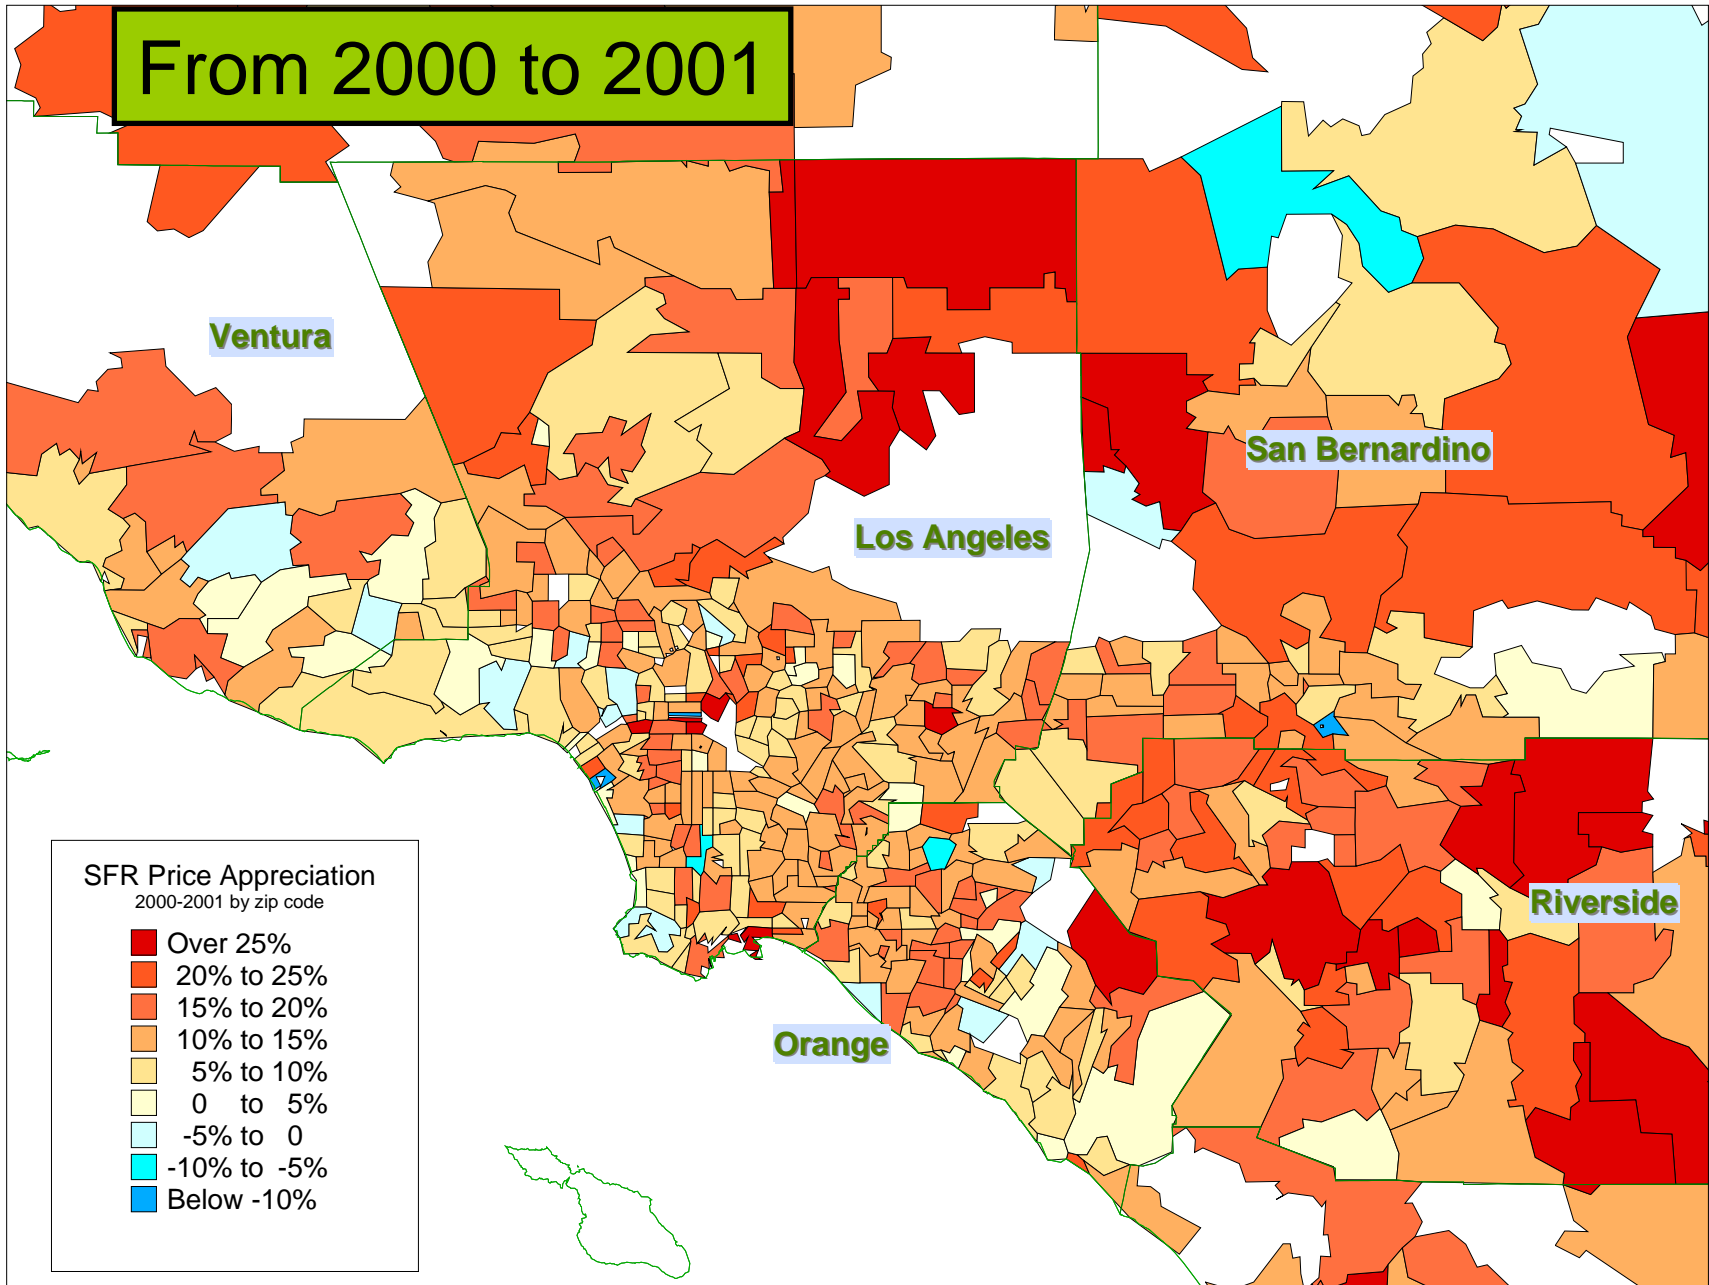 From 2000 to 2001
Ventura
San Bernardino
Los Angeles
Riverside
Orange
SFR Price Appreciation
2000-2001 by zip code
Over 25%
20% to 25%
15% to 20%
10% to 15%
5% to 10%
0 to 5%
-5% to 0
-10% to -5%
Below -10%